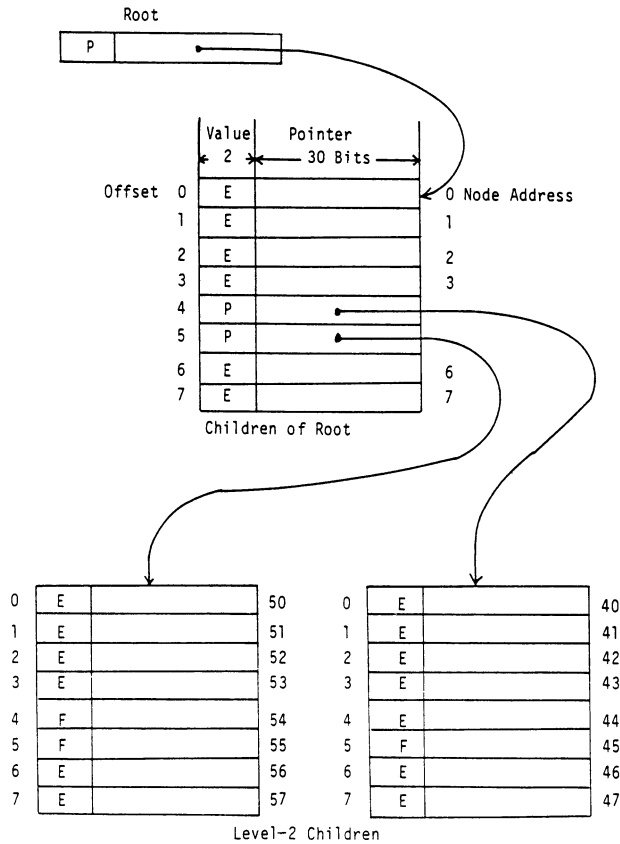 Root
P
Value Pointer
2 30 Bits
Offset 0 E 0 Node Address
1 E 1
2 E 2
3 E 3
4 P
5 P
6 E 6
7 E 7
Children of Root
0 E 50 0 E 40
1 E 51 1 E 41
2 E 52 2 E 42
3 E 53 3 E 43
4 F 54 4 E 44
5 F 55 5 F 45
6 E 56 6 E 46
7 E 57 7 E 47
Level-2 Children